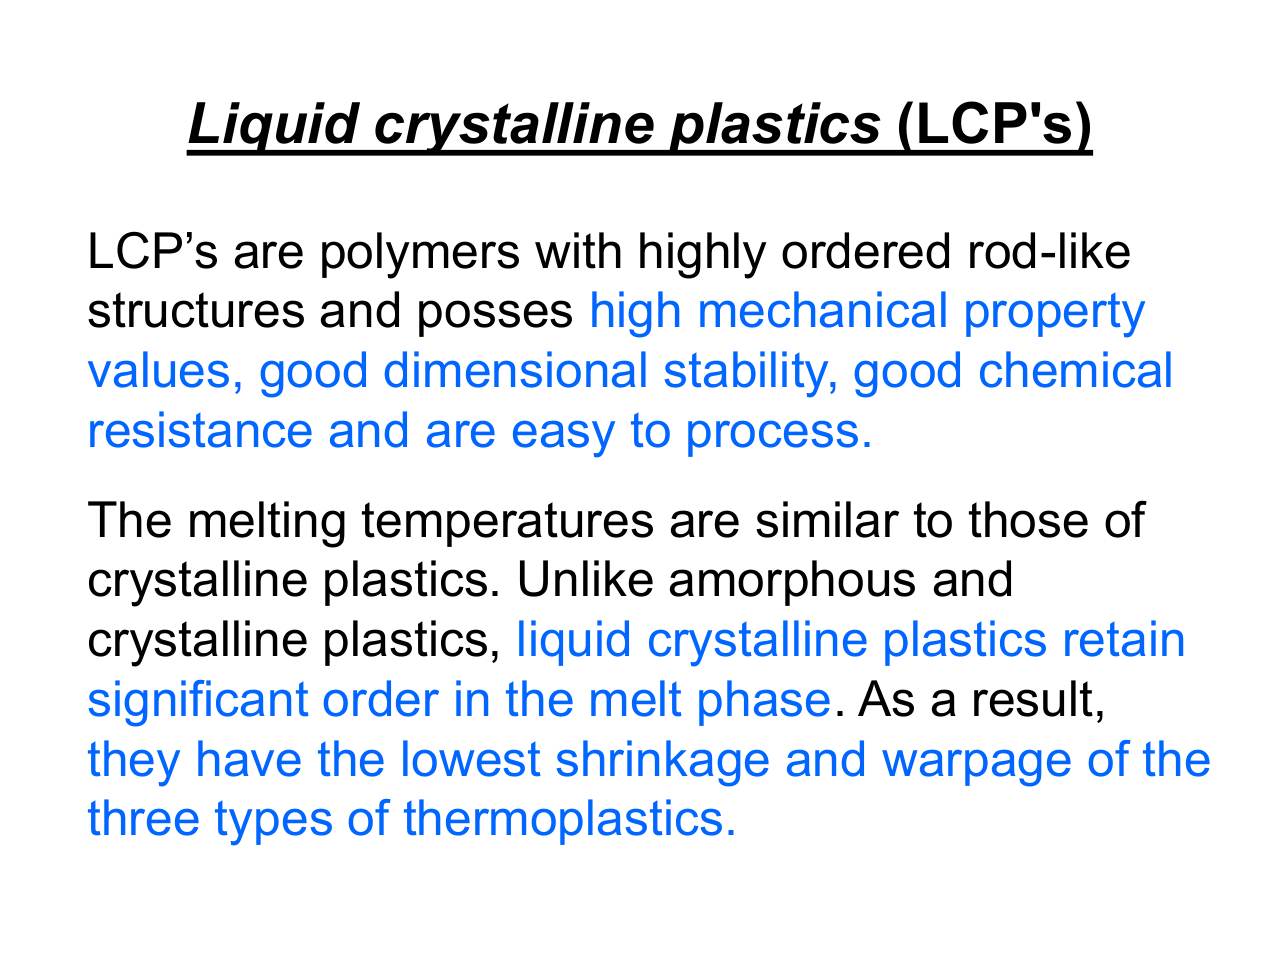 Liquid crystalline plastics (LCP's)
LCP’s are polymers with highly ordered rod-like
structures and posses high mechanical property
values, good dimensional stability, good chemical
resistance and are easy to process.
The melting temperatures are similar to those of
crystalline plastics. Unlike amorphous and
crystalline plastics, liquid crystalline plastics retain
significant order in the melt phase. As a result,
they have the lowest shrinkage and warpage of the
three types of thermoplastics.